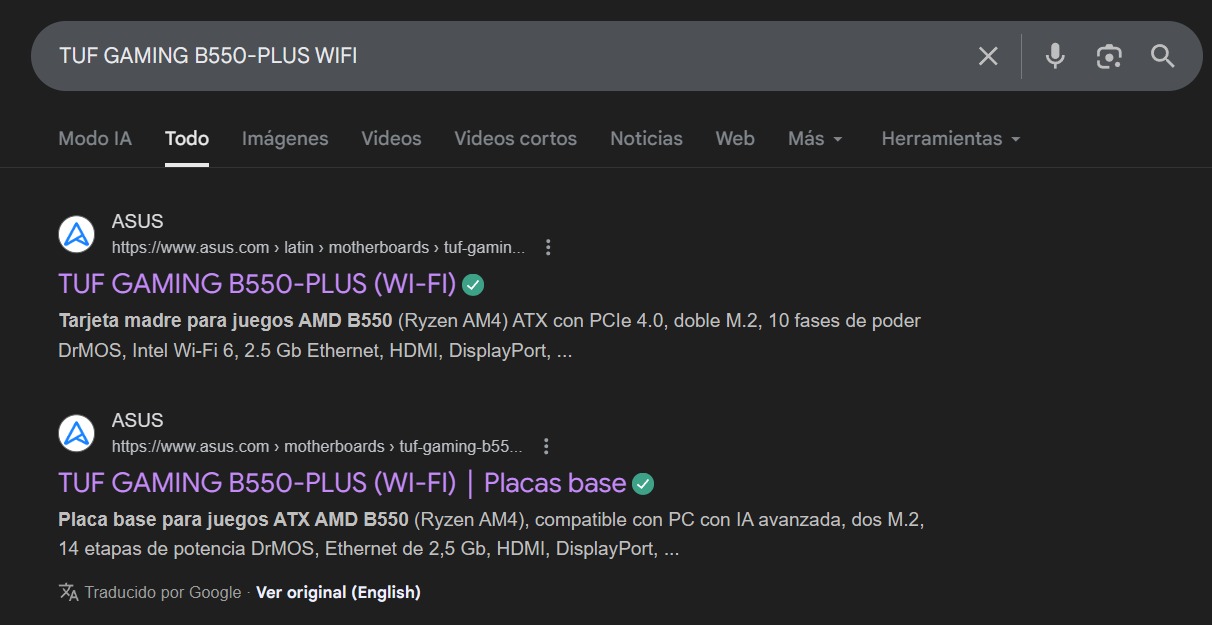 TUF GAMING B550-PLUS WIFI
Modo IA Todo Imágenes Videos Videos cortos Noticias Web Más Herramientas
ASUS
https://www.asus.com › latin › motherboards › tuf-gamin...
TUF GAMING B550-PLUS (WI-FI)
Tarjeta madre para juegos AMD B550 (Ryzen AM4) ATX con PCIe 4.0, doble M.2, 10 fases de poder
DrMOS, Intel Wi-Fi 6, 2.5 Gb Ethernet, HDMI, DisplayPort, ...
ASUS
https://www.asus.com › motherboards › tuf-gaming-b55...
TUF GAMING B550-PLUS (WI-FI) | Placas base
Placa base para juegos ATX AMD B550 (Ryzen AM4), compatible con PC con IA avanzada, dos M.2,
14 etapas de potencia DrMOS, Ethernet de 2,5 Gb, HDMI, DisplayPort, ...
Traducido por Google · Ver original (English)